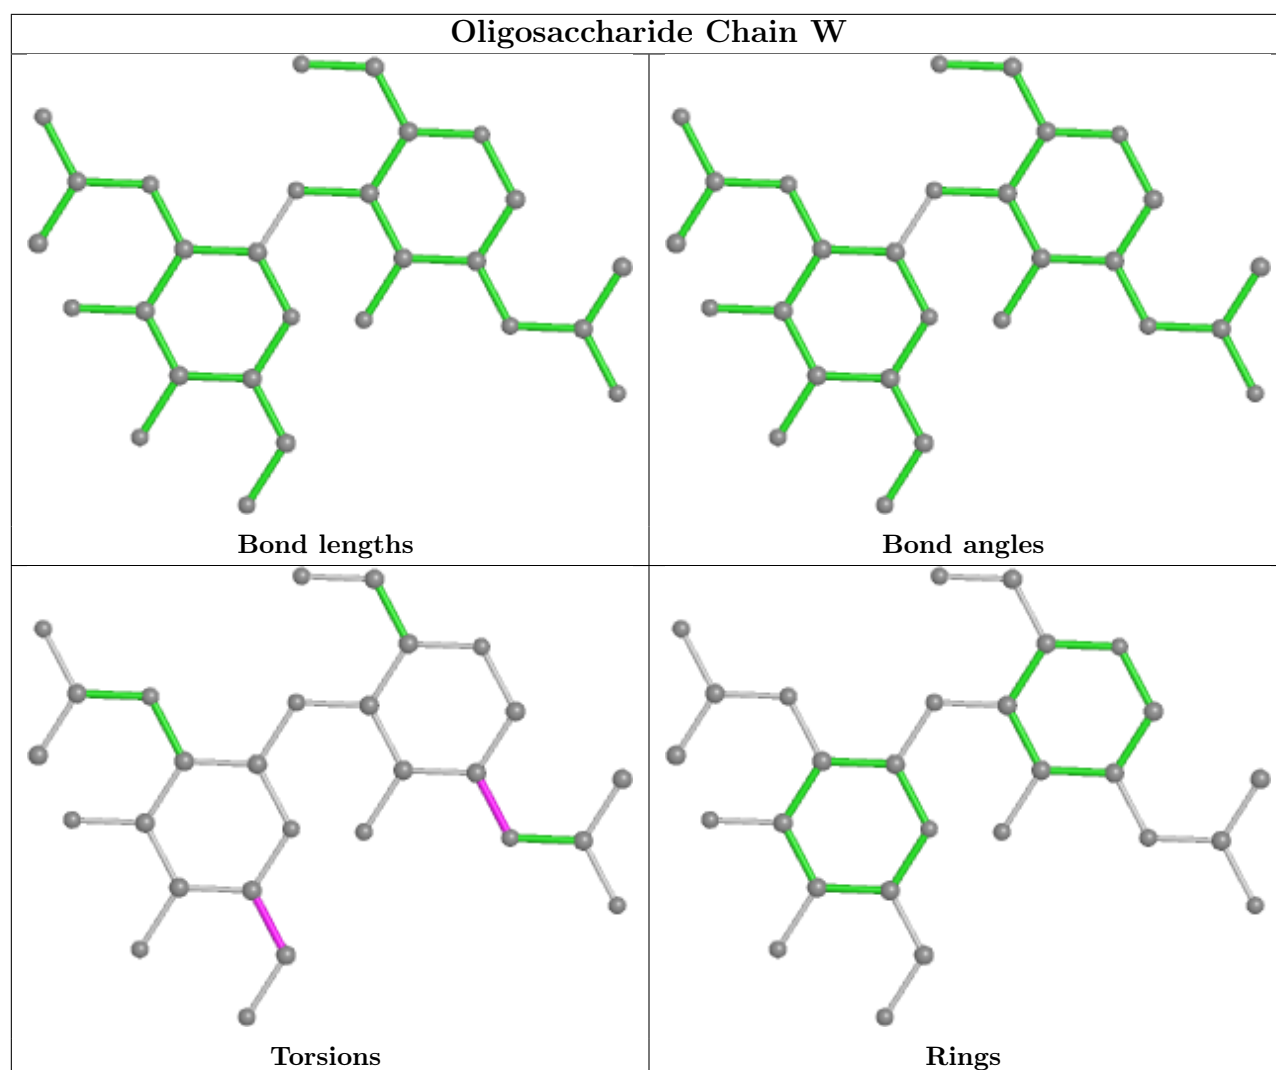 Oligosaccharide Chain W
Bond lengths
Bond angles
Torsions
Rings